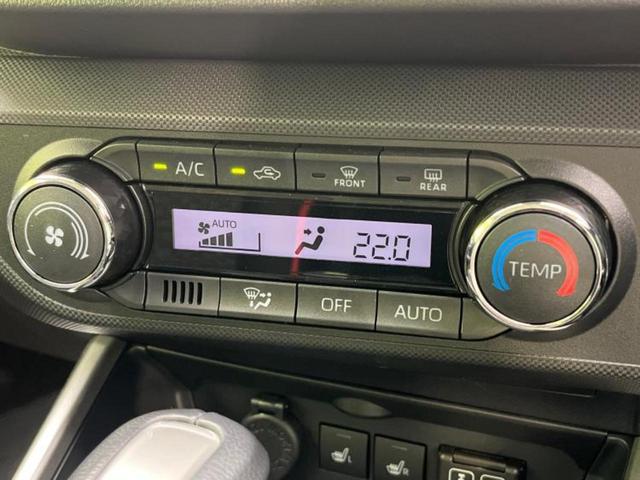 A/C
FRONT
REAR
AUTO
22.0
TEMP
OFF
AUTO
L
R